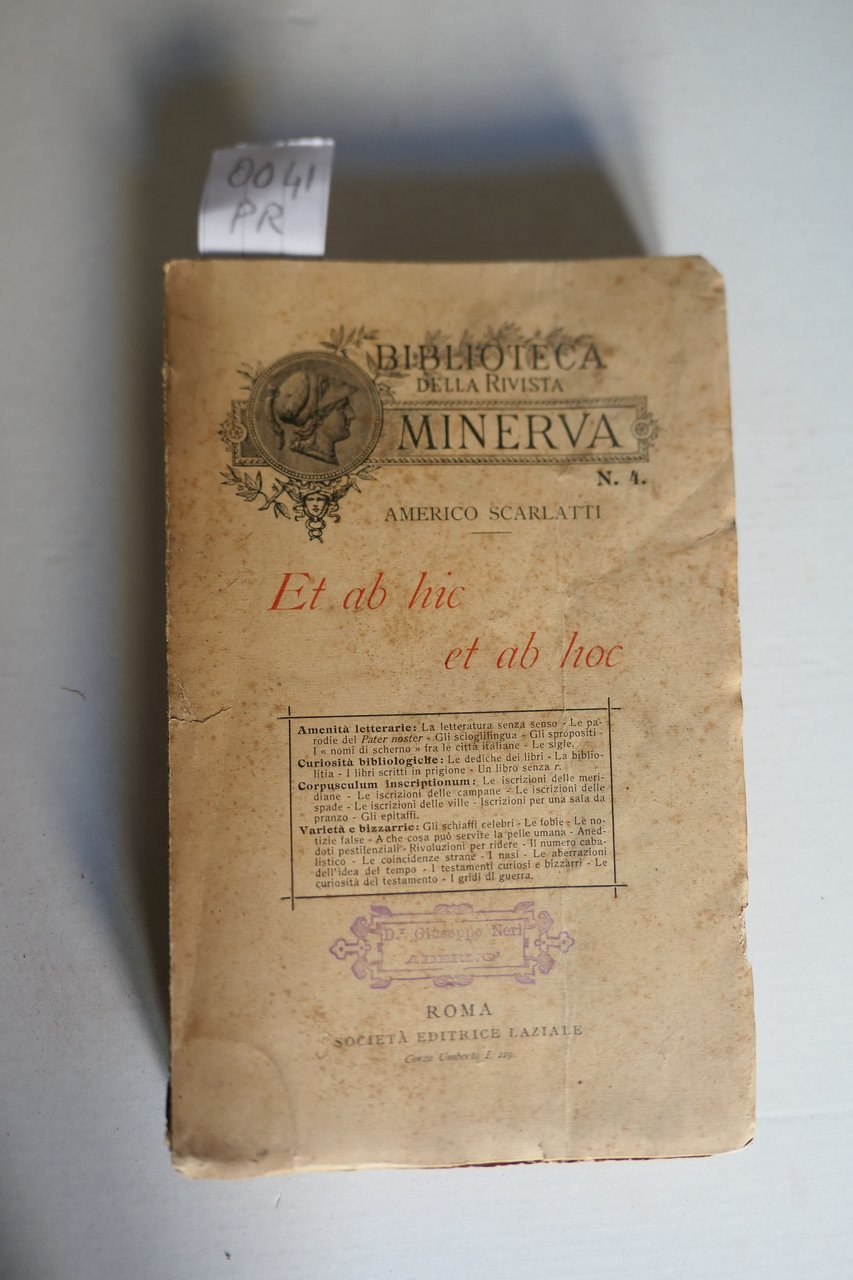 0041
PR
BIBLIOTECA
DELLA RIVISTA
MINERVA
N. 4.
AMERICO SCARLATTI
Et ab hic
et ab hoc
Amenità letterarie: La letteratura senza senso - Le pa-
rodie del Pater noster - Gli scioglilingua - Gli spropositi -
I « nomi di scherno » fra le città italiane - Le sigle.
Curiosità bibliologiche: Le dediche dei libri - La biblio-
litia - I libri scritti in prigione - Un libro senza r.
Corpusculum inscriptionum: Le iscrizioni delle meri-
diane - Le iscrizioni delle campane - Le iscrizioni delle
spade - Le iscrizioni delle ville - Iscrizioni per una sala da
pranzo - Gli epitaffi.
Varietà e bizzarrie: Gli schiaffi celebri - Le fobie - Le no-
tizie false - A che cosa può servire la pelle umana - Aned-
doti pestilenziali - Rivoluzioni per ridere - Il numero caba-
listico - Le coincidenze strane - I nasi - Le aberrazioni
dell'idea del tempo - I testamenti curiosi e bizzarri - Le
curiosità del testamento - I gridi di guerra.
D.r Giuseppe Neri
ADERNO'
ROMA
SOCIETÀ EDITRICE LAZIALE
Corso Umberto I, 219.